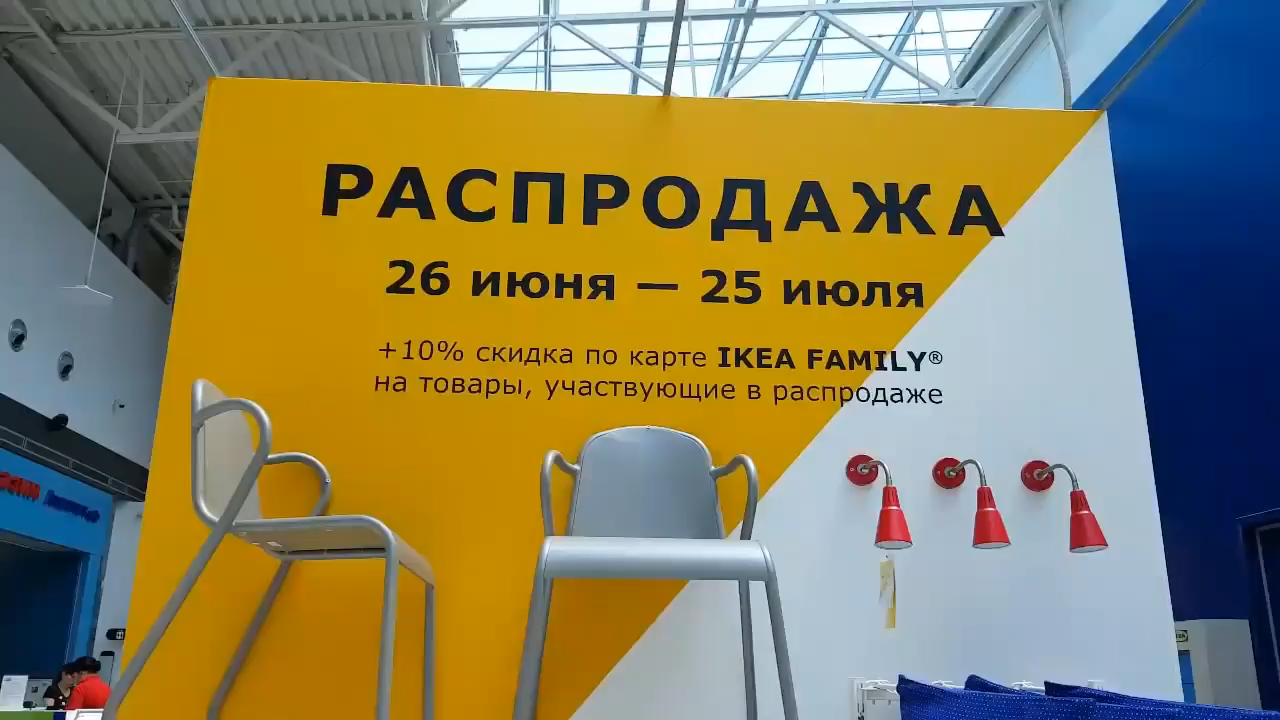 РАСПРОДАЖА
26 июня — 25 июля
+10% скидка по карте IKEA FAMILY®
на товары, участвующие в распродаже